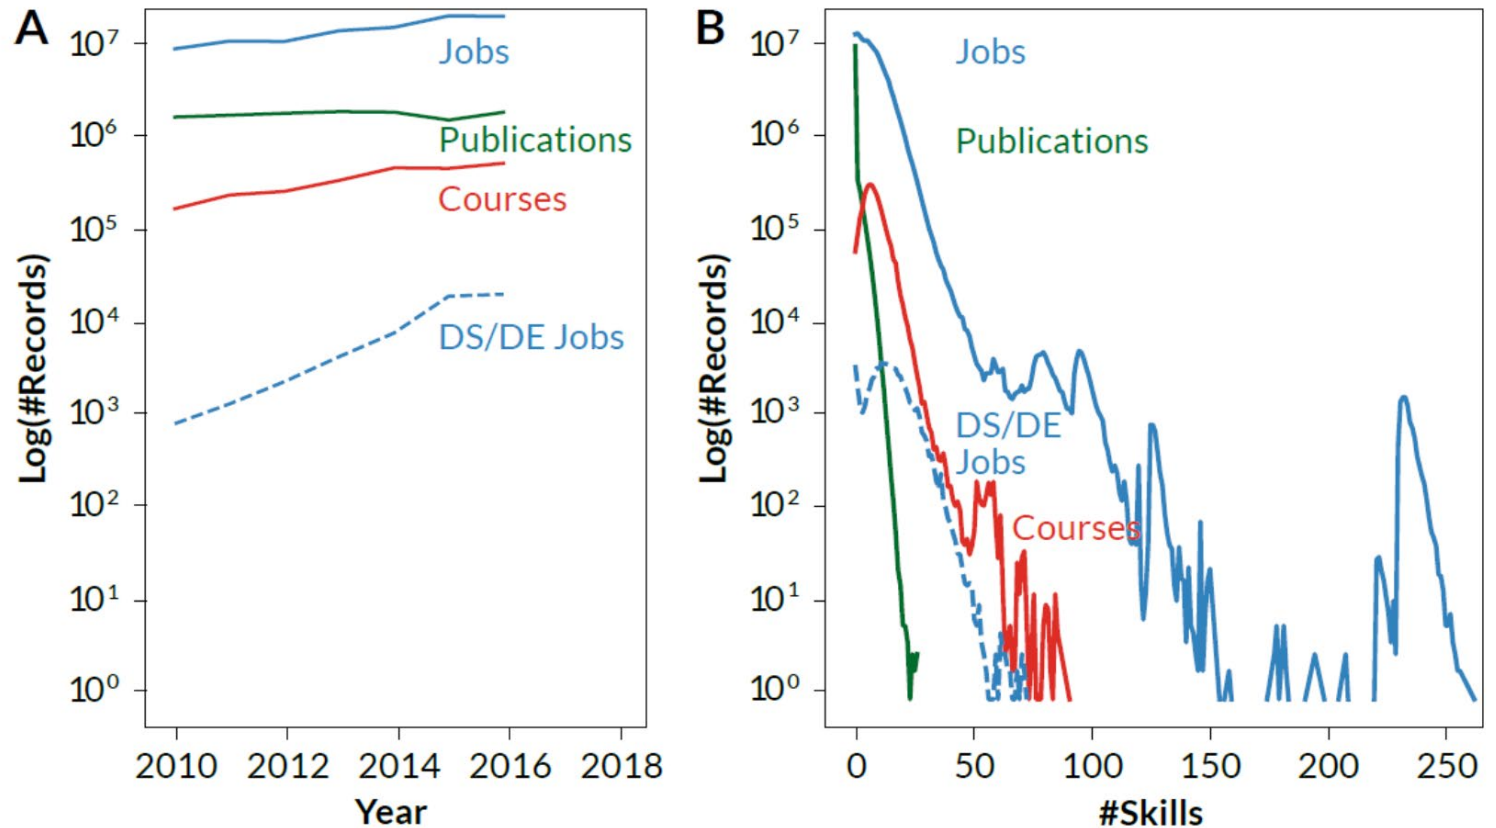 A
10⁷
10⁶
10⁵
10⁴
10³
10²
10¹
10⁰
Log(#Records)
Jobs
Publications
Courses
DS/DE Jobs
2010 2012 2014 2016 2018
Year
B
10⁷
10⁶
10⁵
10⁴
10³
10²
10¹
10⁰
Log(#Records)
Jobs
Publications
DS/DE
Jobs
Courses
0 50 100 150 200 250
#Skills